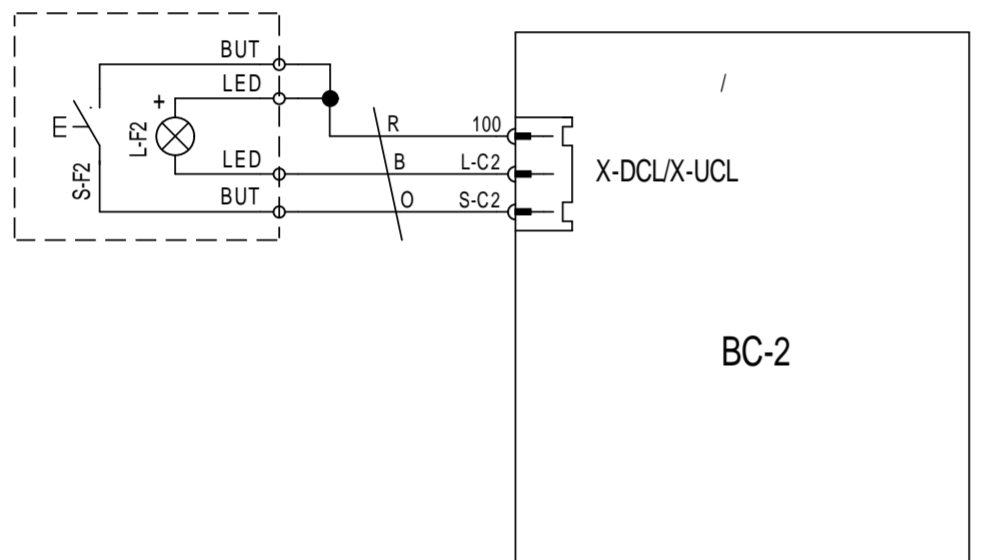 BUT
LED
+
L-F2
S-F2
LED
BUT
R 100
B L-C2
O S-C2
X-DCL/X-UCL
/
BC-2